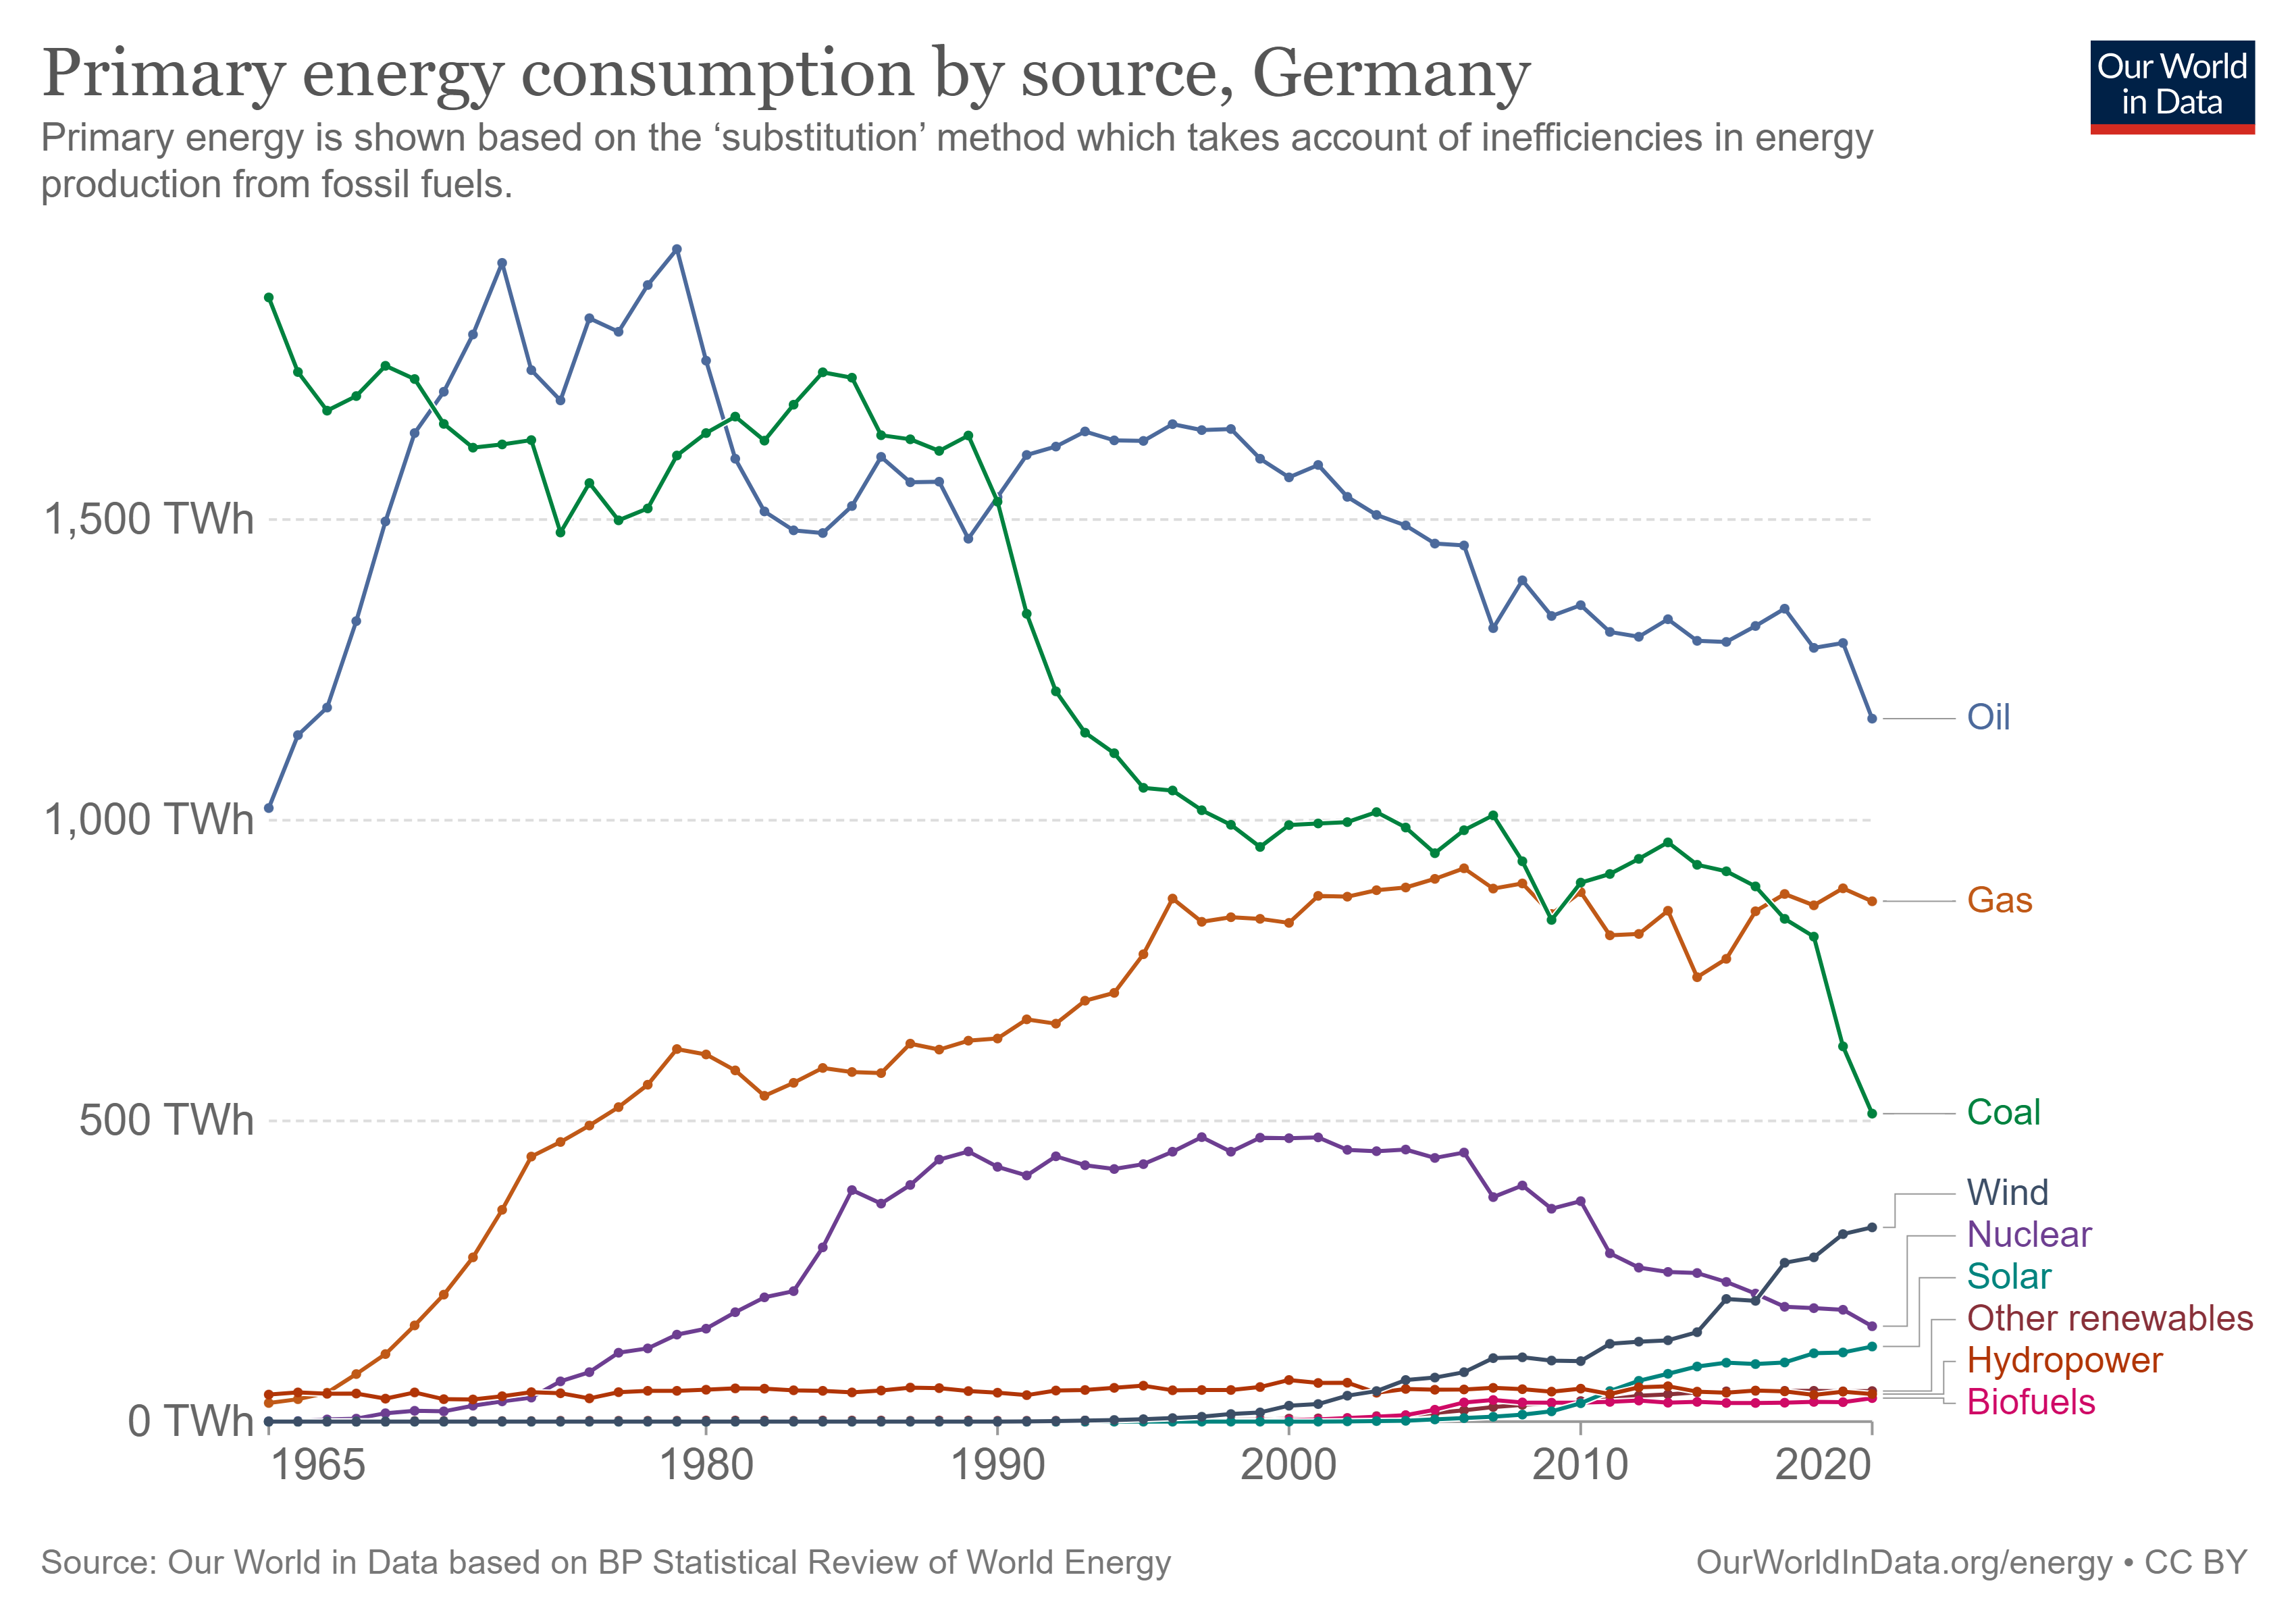 Primary energy consumption by source, Germany
Our World
in Data
Primary energy is shown based on the ‘substitution’ method which takes account of inefficiencies in energy
production from fossil fuels.
1,500 TWh
1,000 TWh
500 TWh
0 TWh
Oil
Gas
Coal
Wind
Nuclear
Solar
Other renewables
Hydropower
Biofuels
1965 1980 1990 2000 2010 2020
Source: Our World in Data based on BP Statistical Review of World Energy
OurWorldInData.org/energy • CC BY